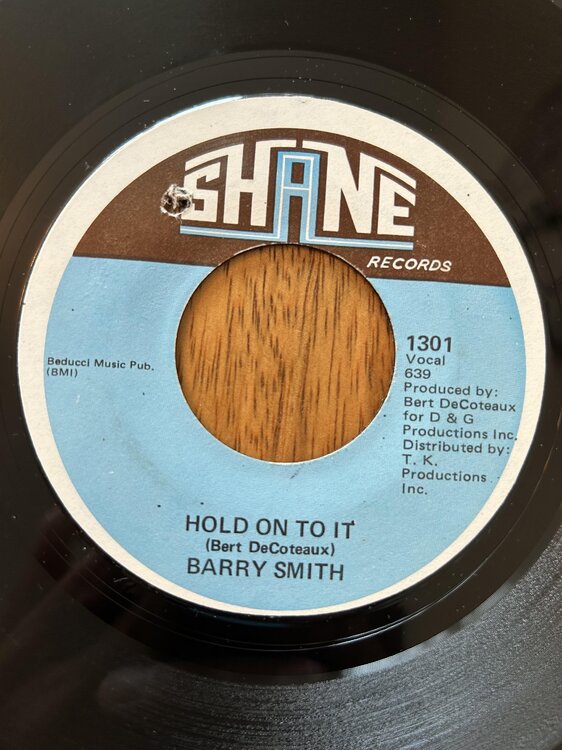 SHANE
RECORDS
Beducci Music Pub.
(BMI)
1301
Vocal
639
Produced by:
Bert DeCoteaux
for D & G
Productions Inc.
Distributed by:
T. K.
Productions
Inc.
HOLD ON TO IT
(Bert DeCoteaux)
BARRY SMITH